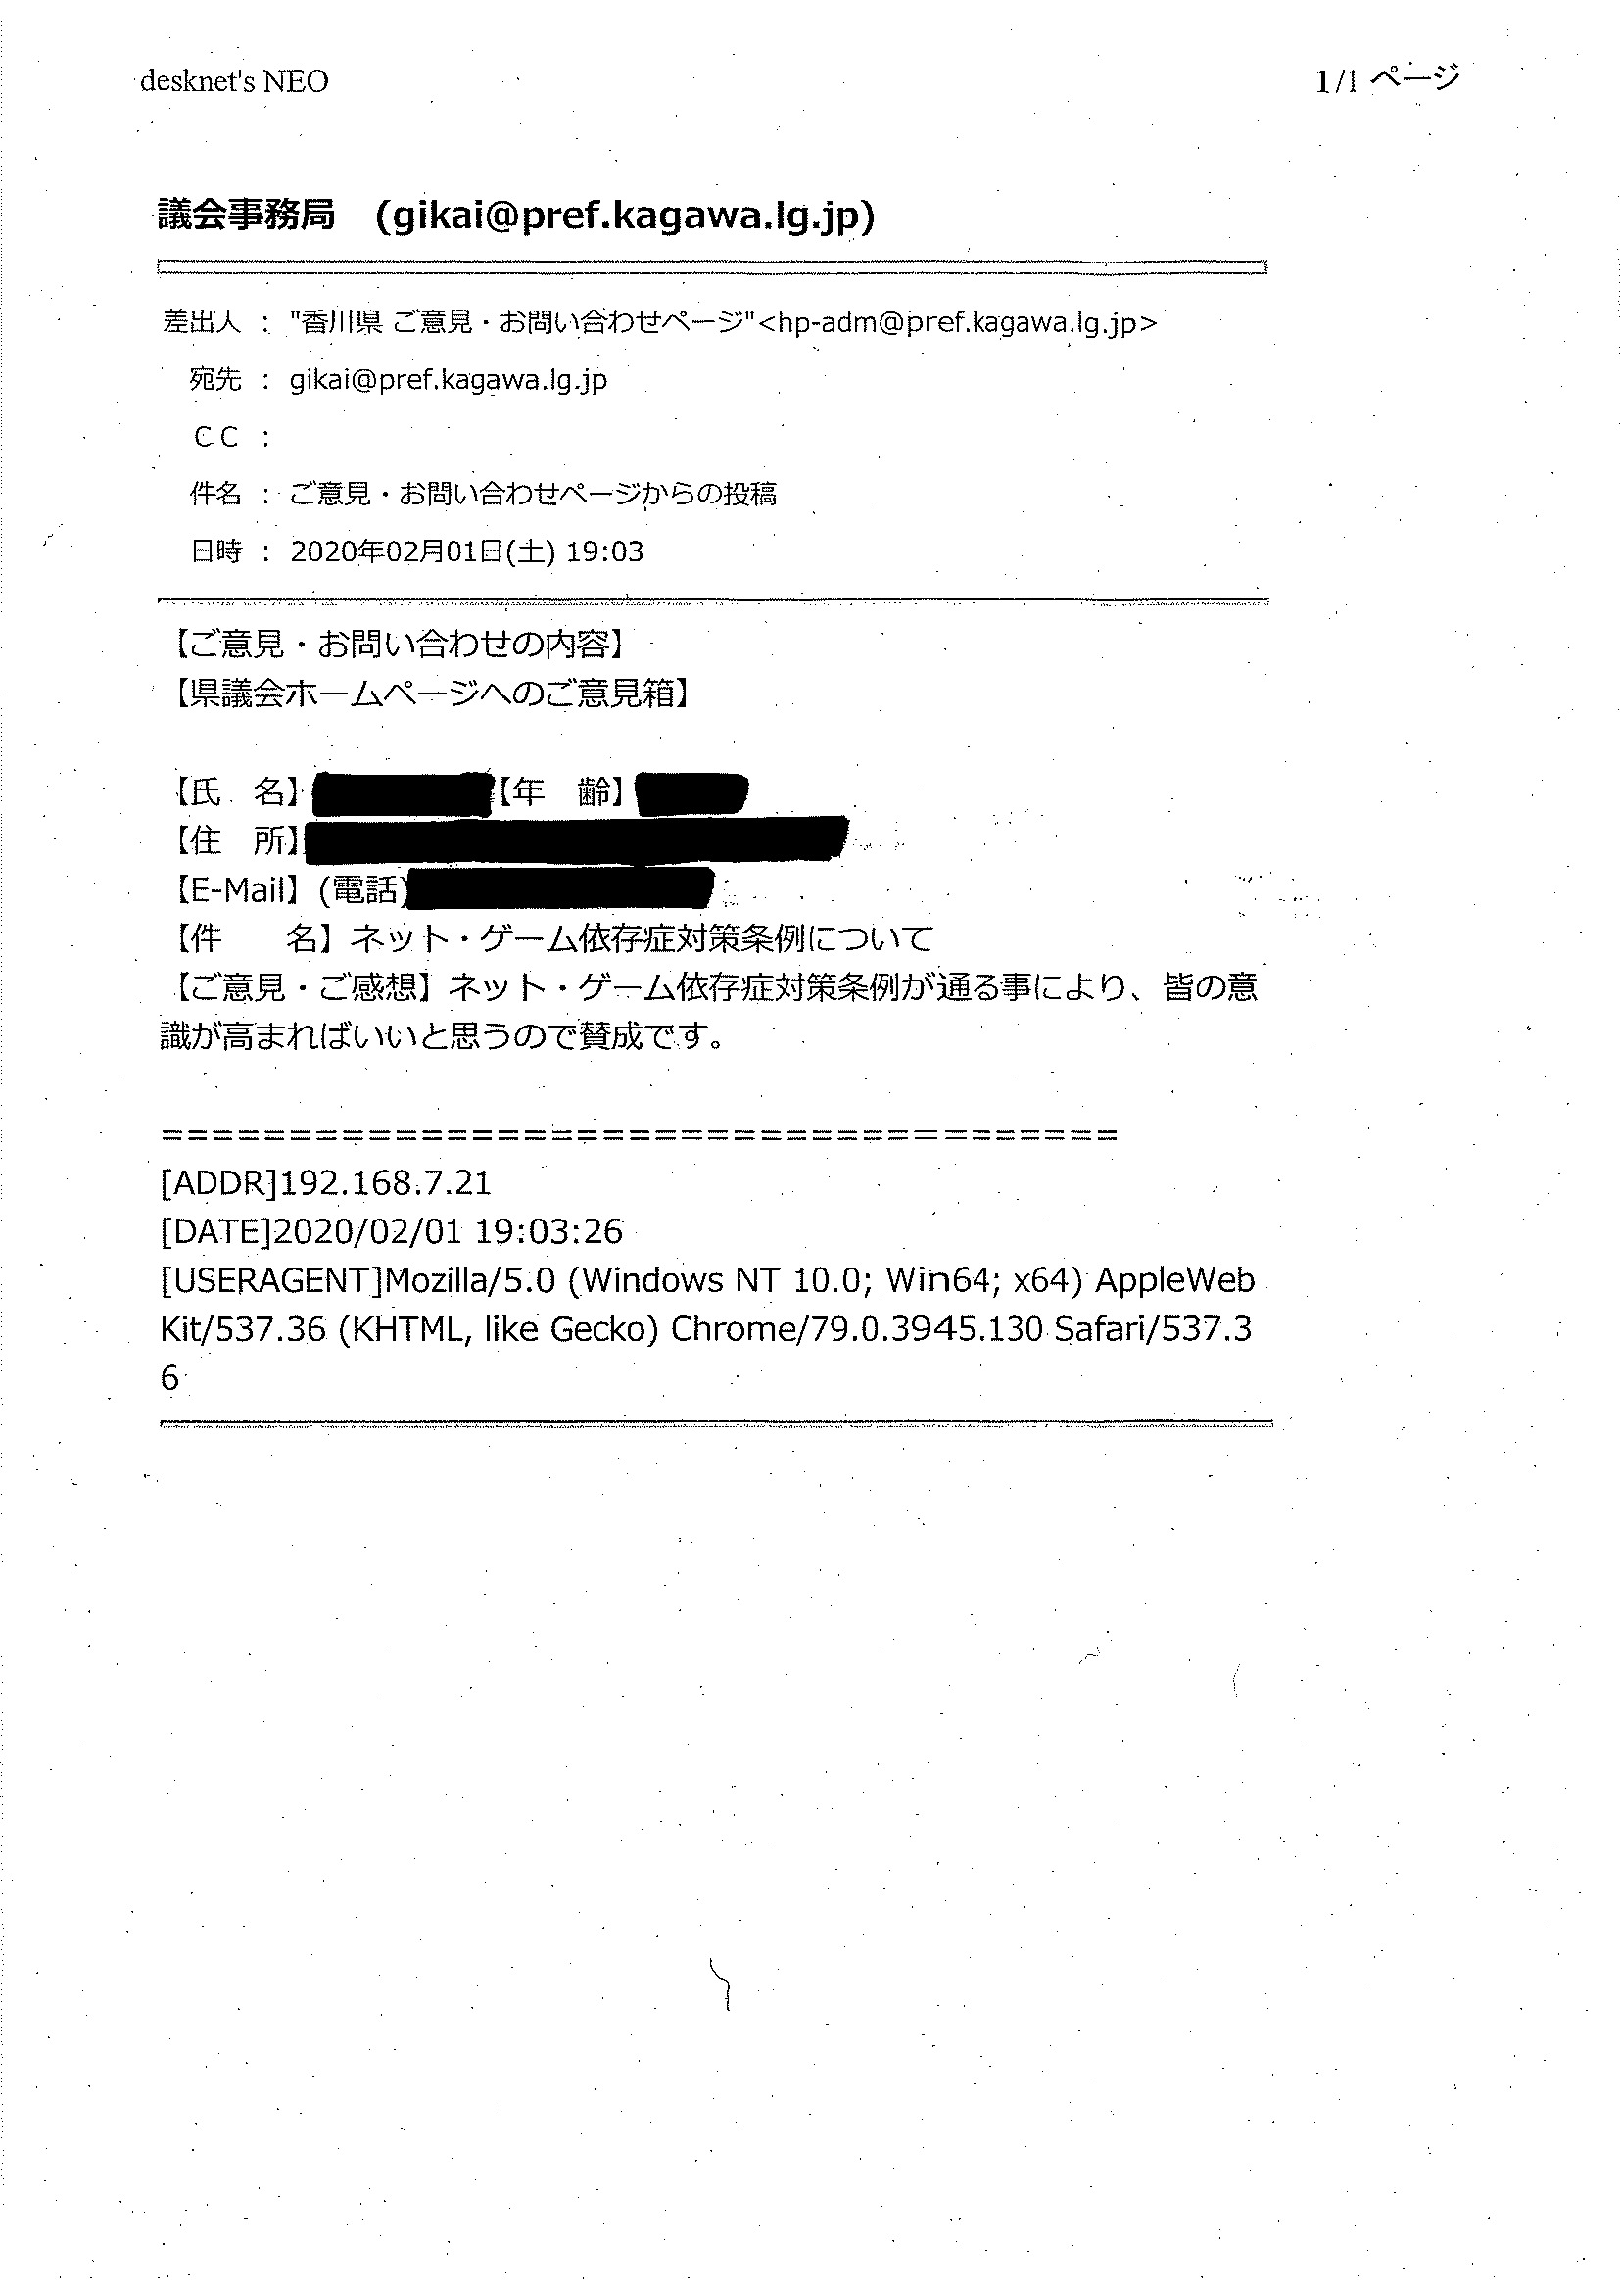 desknet's NEO
1/1 ページ
議会事務局　(gikai@pref.kagawa.lg.jp)
差出人 ： "香川県 ご意見・お問い合わせページ"<hp-adm@pref.kagawa.lg.jp>
宛先 ： gikai@pref.kagawa.lg.jp
ＣＣ ：
件名 ： ご意見・お問い合わせページからの投稿
日時 ： 2020年02月01日(土) 19:03
【ご意見・お問い合わせの内容】
【県議会ホームページへのご意見箱】
【氏　名】【年　齢】
【住　所】
【E-Mail】(電話)
【件　　名】ネット・ゲーム依存症対策条例について
【ご意見・ご感想】ネット・ゲーム依存症対策条例が通る事により、皆の意
識が高まればいいと思うので賛成です。
=====================================
[ADDR]192.168.7.21
[DATE]2020/02/01 19:03:26
[USERAGENT]Mozilla/5.0 (Windows NT 10.0; Win64; x64) AppleWeb
Kit/537.36 (KHTML, like Gecko) Chrome/79.0.3945.130 Safari/537.3
6